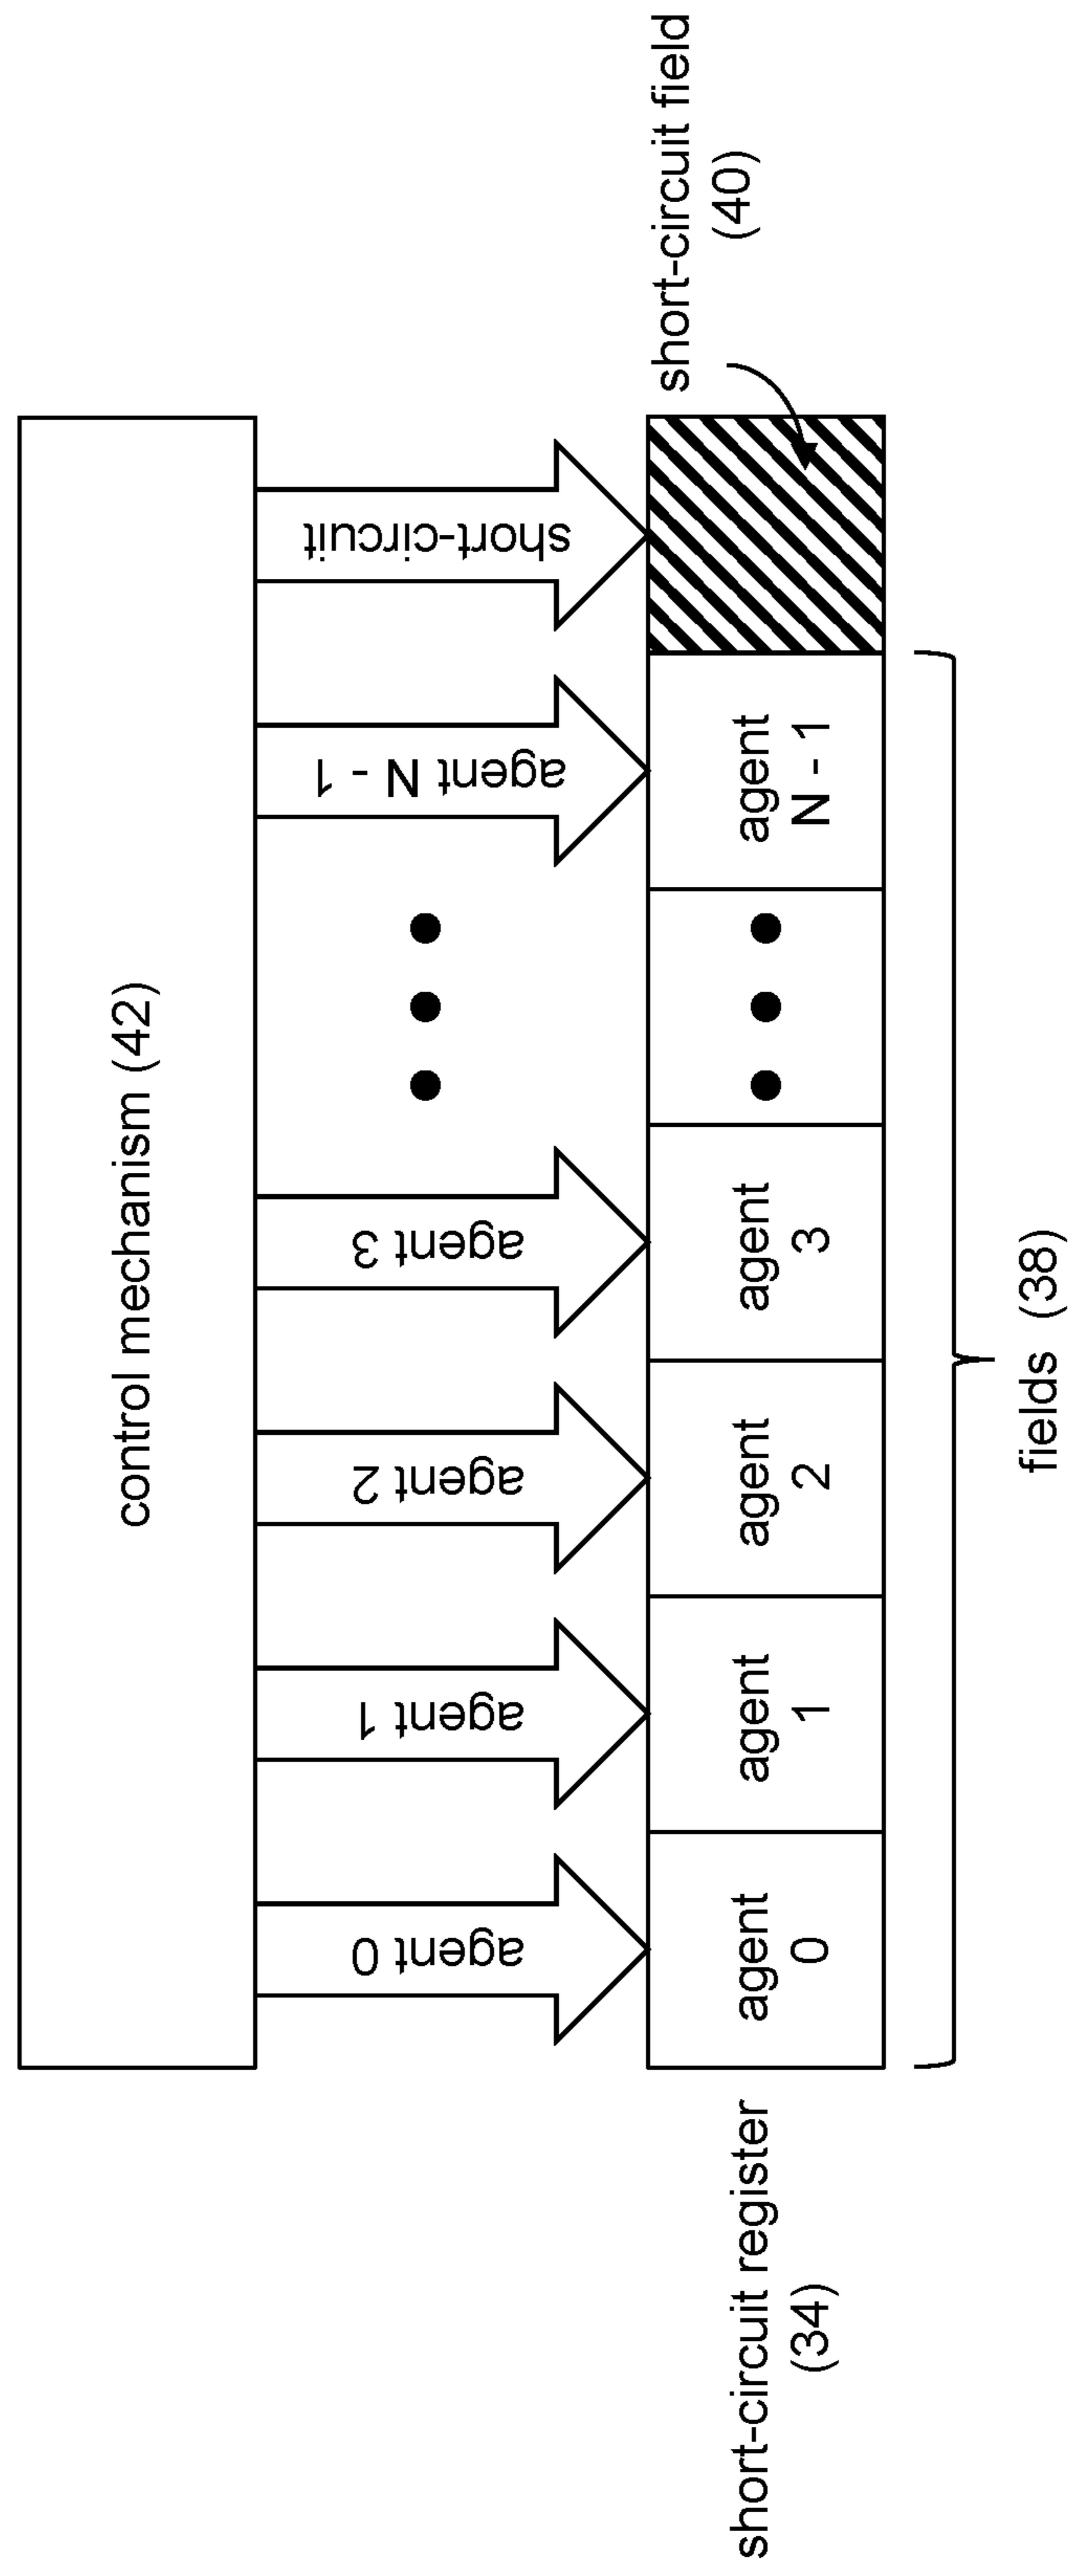 control mechanism (42)
agent 0
agent 1
agent 2
agent 3
agent N - 1
short-circuit
short-circuit register
(34)
agent
0
agent
1
agent
2
agent
3
agent
N - 1
short-circuit field
(40)
fields (38)